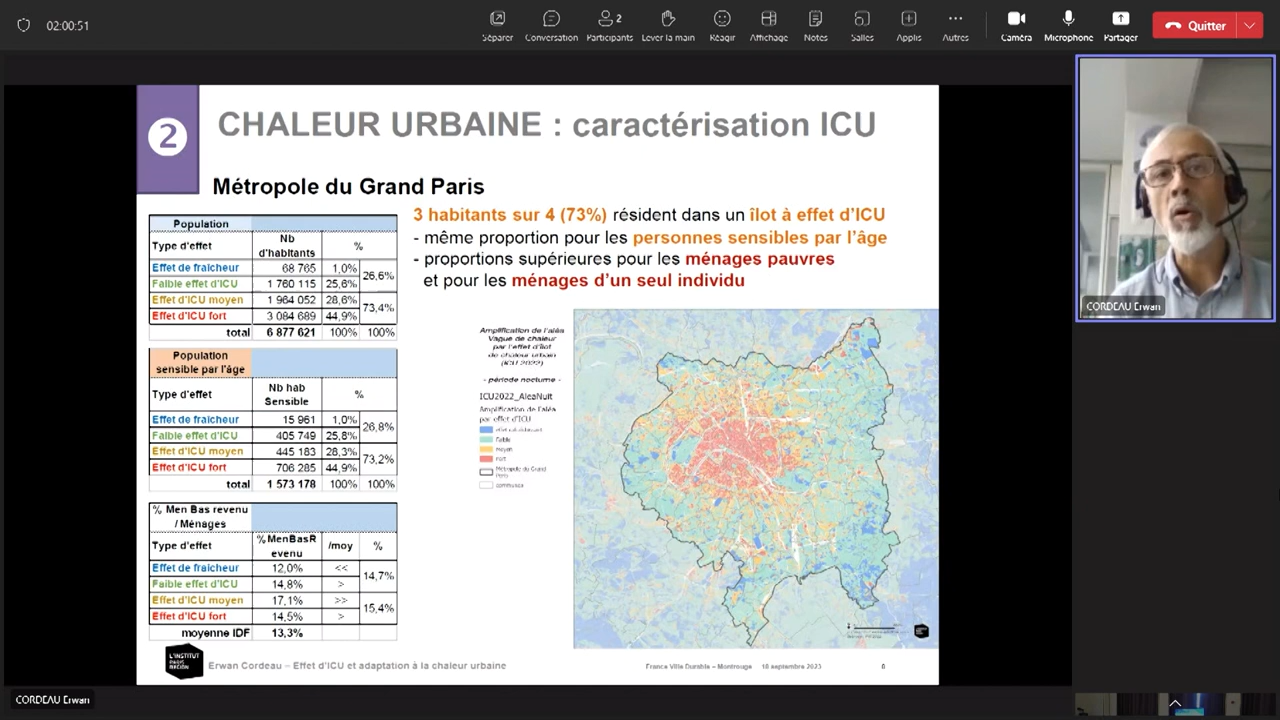 02:00:51
Séparer
Conversation
2
Participants
Lever la main
Réagir
Affichage
Notes
Salles
Applis
Autres
Caméra
Microphone
Partager
Quitter
2
CHALEUR URBAINE : caractérisation ICU
Métropole du Grand Paris
Population
Type d'effet Nb d'habitants %
Effet de fraîcheur 68 765 1,0% 26,6%
Faible effet d'ICU 1 760 115 25,6%
Effet d'ICU moyen 1 964 052 28,6% 73,4%
Effet d'ICU fort 3 084 689 44,9%
total 6 877 621 100% 100%
Population
sensible par l'âge
Type d'effet Nb hab Sensible %
Effet de fraîcheur 15 961 1,0% 26,8%
Faible effet d'ICU 405 749 25,8%
Effet d'ICU moyen 445 183 28,3% 73,2%
Effet d'ICU fort 706 285 44,9%
total 1 573 178 100% 100%
% Men Bas revenu
/ Ménages
Type d'effet %MenBasRevenu /moy %
Effet de fraîcheur 12,0% << 14,7%
Faible effet d'ICU 14,8% >
Effet d'ICU moyen 17,1% >> 15,4%
Effet d'ICU fort 14,5% >
moyenne IDF 13,3%
3 habitants sur 4 (73%) résident dans un îlot à effet d'ICU
- même proportion pour les personnes sensibles par l'âge
- proportions supérieures pour les ménages pauvres
et pour les ménages d'un seul individu
Amplification de l'aléa
Vague de chaleur
par l'effet d'îlot
de chaleur urbain
(ICU 2022)
- période nocturne -
ICU2022_AleaNuit
Amplification de l'aléa
par effet d'ICU
faible
moyen
fort
Métropole du Grand
Paris
communes
L'INSTITUT
PARIS
REGION
Erwan Cordeau – Effet d'ICU et adaptation à la chaleur urbaine
France Ville Durable – Montrouge 18 septembre 2023
CORDEAU Erwan
CORDEAU Erwan